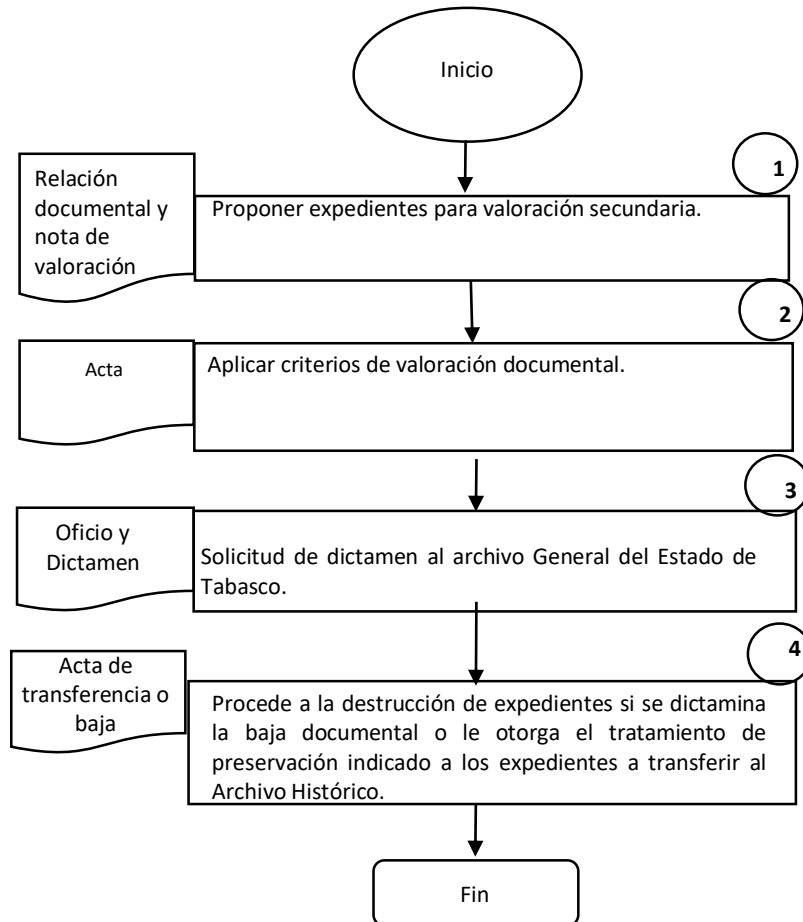 Inicio
1
Relación
documental y
nota de
valoración
Proponer expedientes para valoración secundaria.
2
Acta
Aplicar criterios de valoración documental.
3
Oficio y
Dictamen
Solicitud de dictamen al archivo General del Estado de
Tabasco.
4
Acta de
transferencia o
baja
Procede a la destrucción de expedientes si se dictamina
la baja documental o le otorga el tratamiento de
preservación indicado a los expedientes a transferir al
Archivo Histórico.
Fin